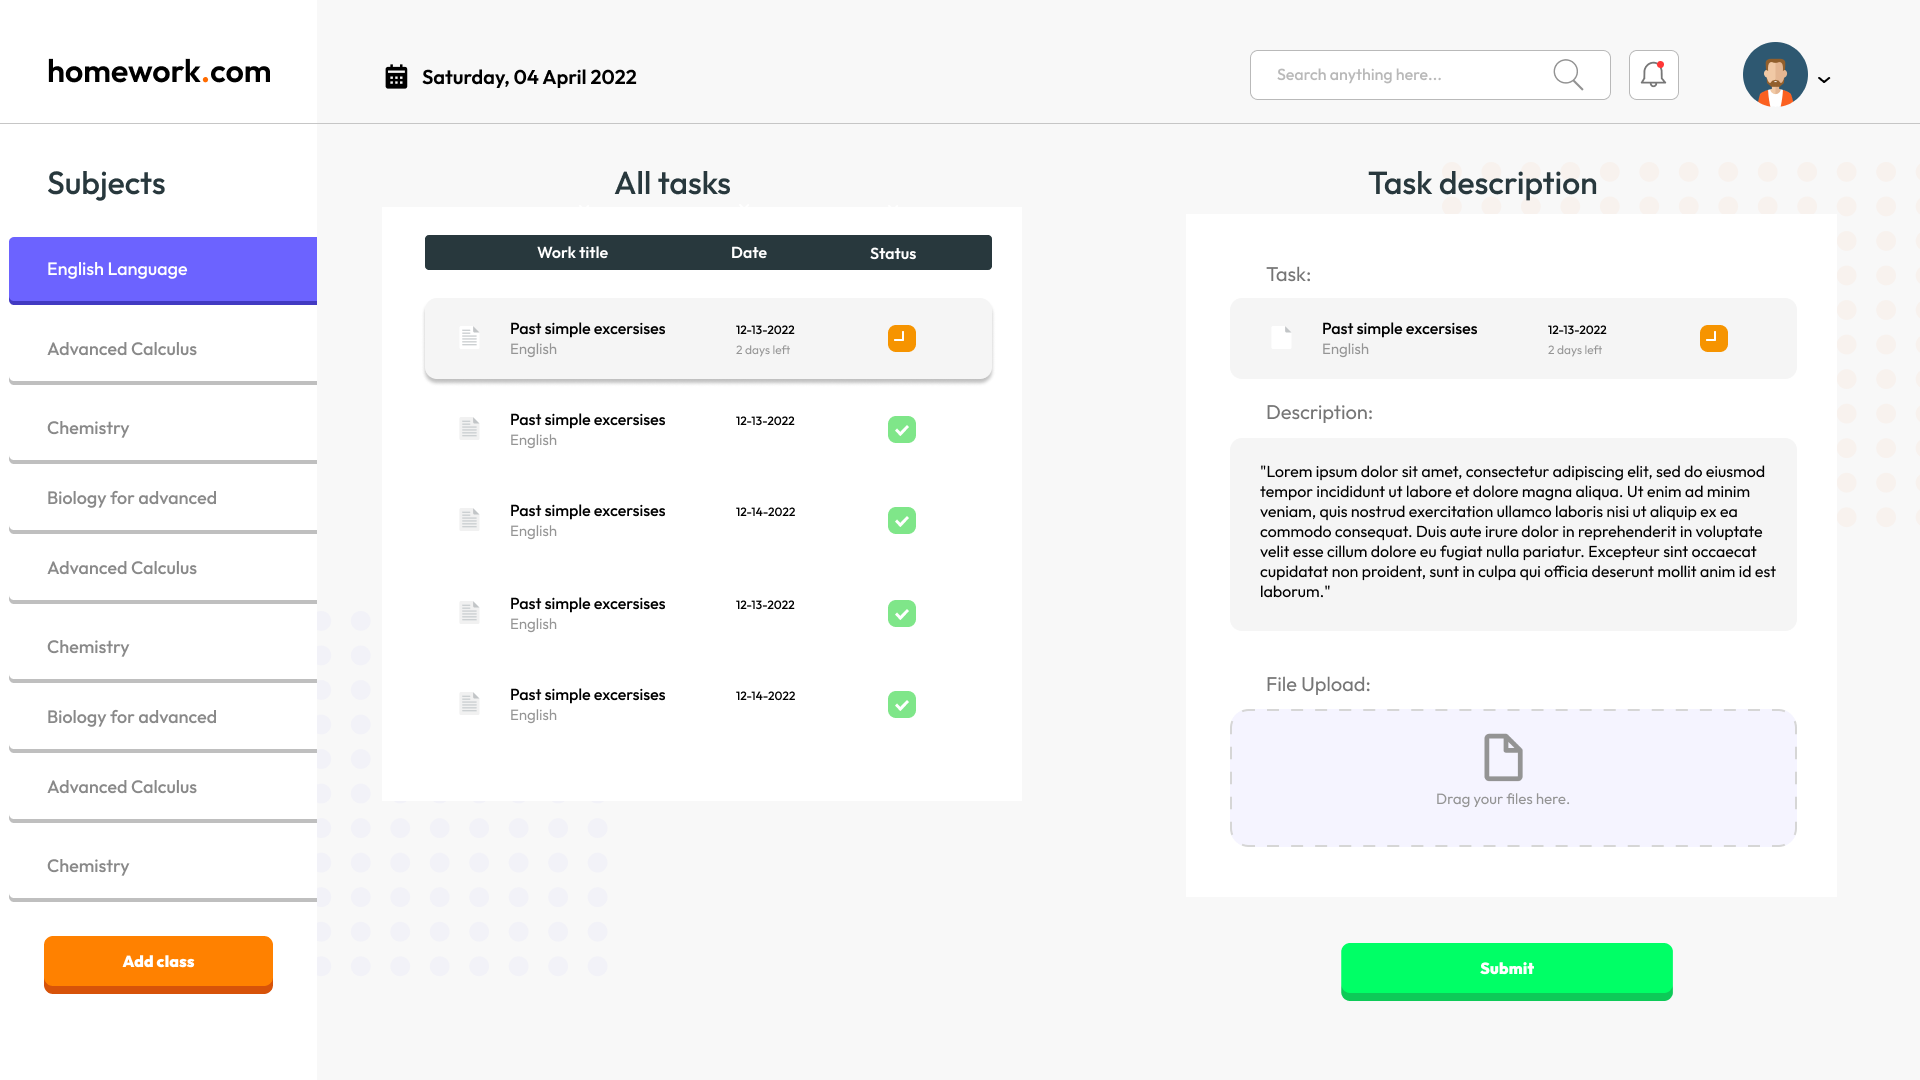 homework.com
Saturday, 04 April 2022
Search anything here...
Subjects
English Language
Advanced Calculus
Chemistry
Biology for advanced
Advanced Calculus
Chemistry
Biology for advanced
Advanced Calculus
Chemistry
Add class
All tasks
Work title Date Status
Past simple excersises 12-13-2022
English 2 days left
Past simple excersises 12-13-2022
English
Past simple excersises 12-14-2022
English
Past simple excersises 12-13-2022
English
Past simple excersises 12-14-2022
English
Task description
Task:
Past simple excersises 12-13-2022
English 2 days left
Description:
"Lorem ipsum dolor sit amet, consectetur adipiscing elit, sed do eiusmod
tempor incididunt ut labore et dolore magna aliqua. Ut enim ad minim
veniam, quis nostrud exercitation ullamco laboris nisi ut aliquip ex ea
commodo consequat. Duis aute irure dolor in reprehenderit in voluptate
velit esse cillum dolore eu fugiat nulla pariatur. Excepteur sint occaecat
cupidatat non proident, sunt in culpa qui officia deserunt mollit anim id est
laborum."
File Upload:
Drag your files here.
Submit